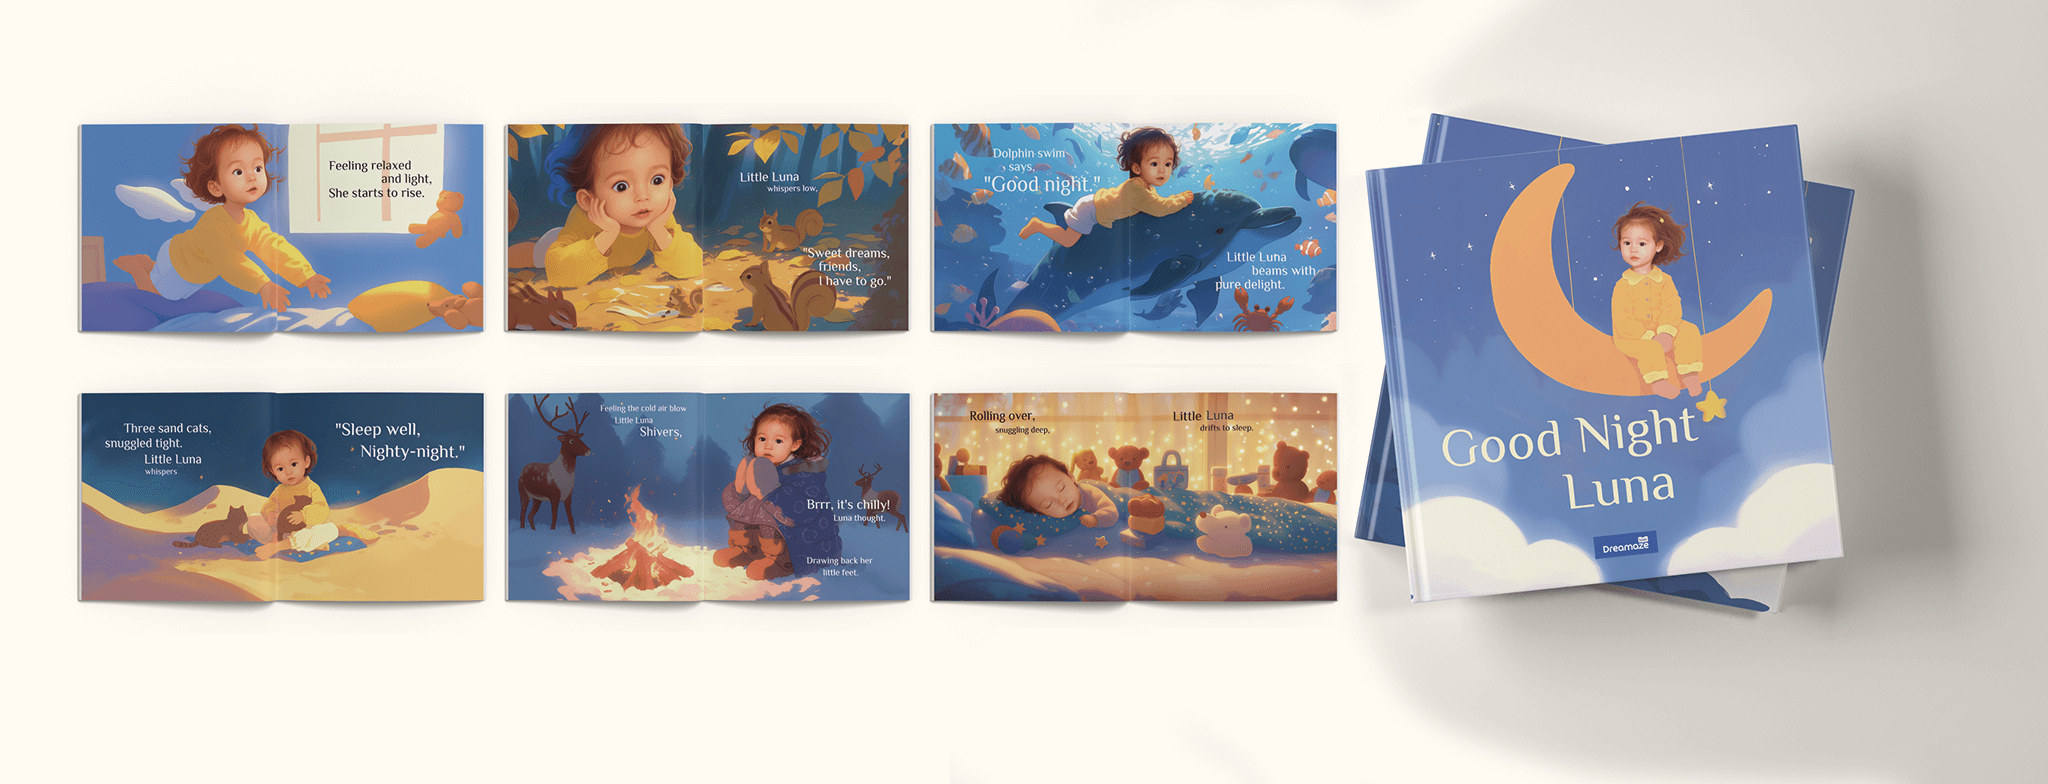 Feeling relaxed
and light,
She starts to rise.
Little Luna
whispers low,
"Sweet dreams,
friends,
I have to go."
Dolphin swim
says,
"Good night."
Little Luna
beams with
pure delight.
Three sand cats,
snuggled tight.
Little Luna
whispers
"Sleep well,
Nighty-night."
Feeling the cold air blow
Little Luna
Shivers,
Brrr, it's chilly!
Luna thought.
Drawing back her
little feet.
Rolling over,
snuggling deep,
Little Luna
drifts to sleep.
Good Night
Luna
Dreamaze